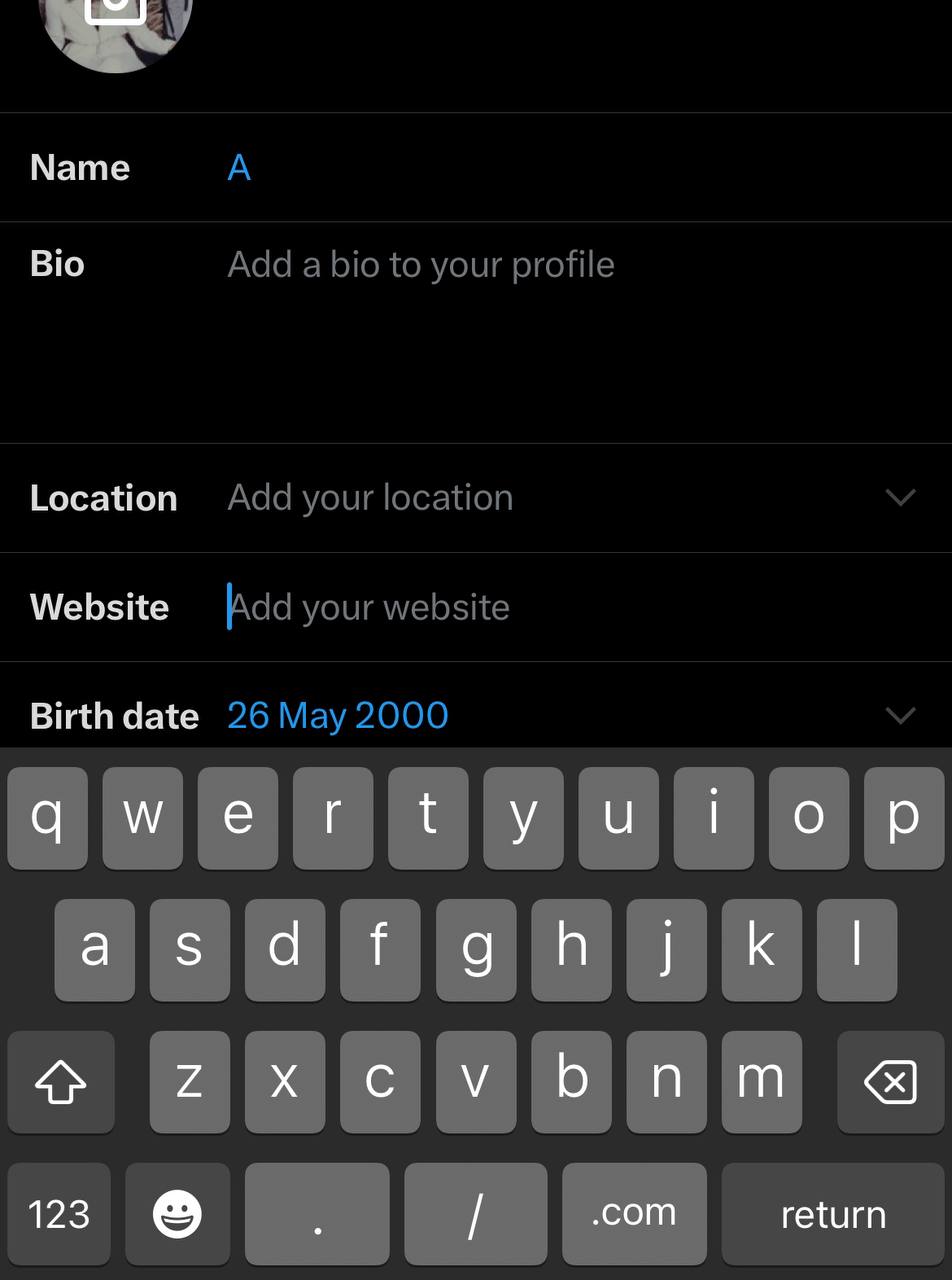 Name A
Bio Add a bio to your profile
Location Add your location
Website Add your website
Birth date 26 May 2000
q w e r t y u i o p
a s d f g h j k l
z x c v b n m
123 . / .com return